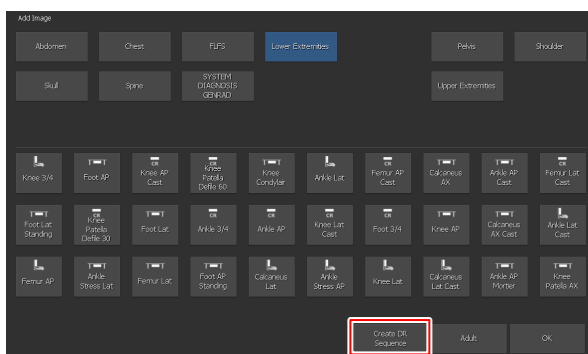 Add Image
Abdomen
Chest
FLFS
Lower Extremities
Pelvis
Shoulder
Skull
Spine
SYSTEM
DIAGNOSIS
GENRAD
Upper Extremities
Knee 3/4
Foot AP
CR
Knee AP
Cast
CR
Knee
Patella
Defile 60
Knee
Condylair
Ankle Lat
CR
Femur AP
Cast
Calcaneus
AX
Ankle AP
Cast
CR
Femur Lat
Cast
Foot Lat
Standing
CR
Knee
Patella
Defile 30
Foot Lat
CR
Ankle 3/4
CR
Ankle AP
CR
Knee Lat
Cast
CR
Foot 3/4
Knee AP
Calcaneus
AX Cast
Ankle Lat
Cast
Femur AP
Ankle
Stress Lat
Femur Lat
Foot AP
Standing
Calcaneus
Lat
Ankle
Stress AP
Knee Lat
Calcaneus
Lat Cast
Ankle AP
Mortier
Knee
Patella AX
Create DR
Sequence
Adult
OK